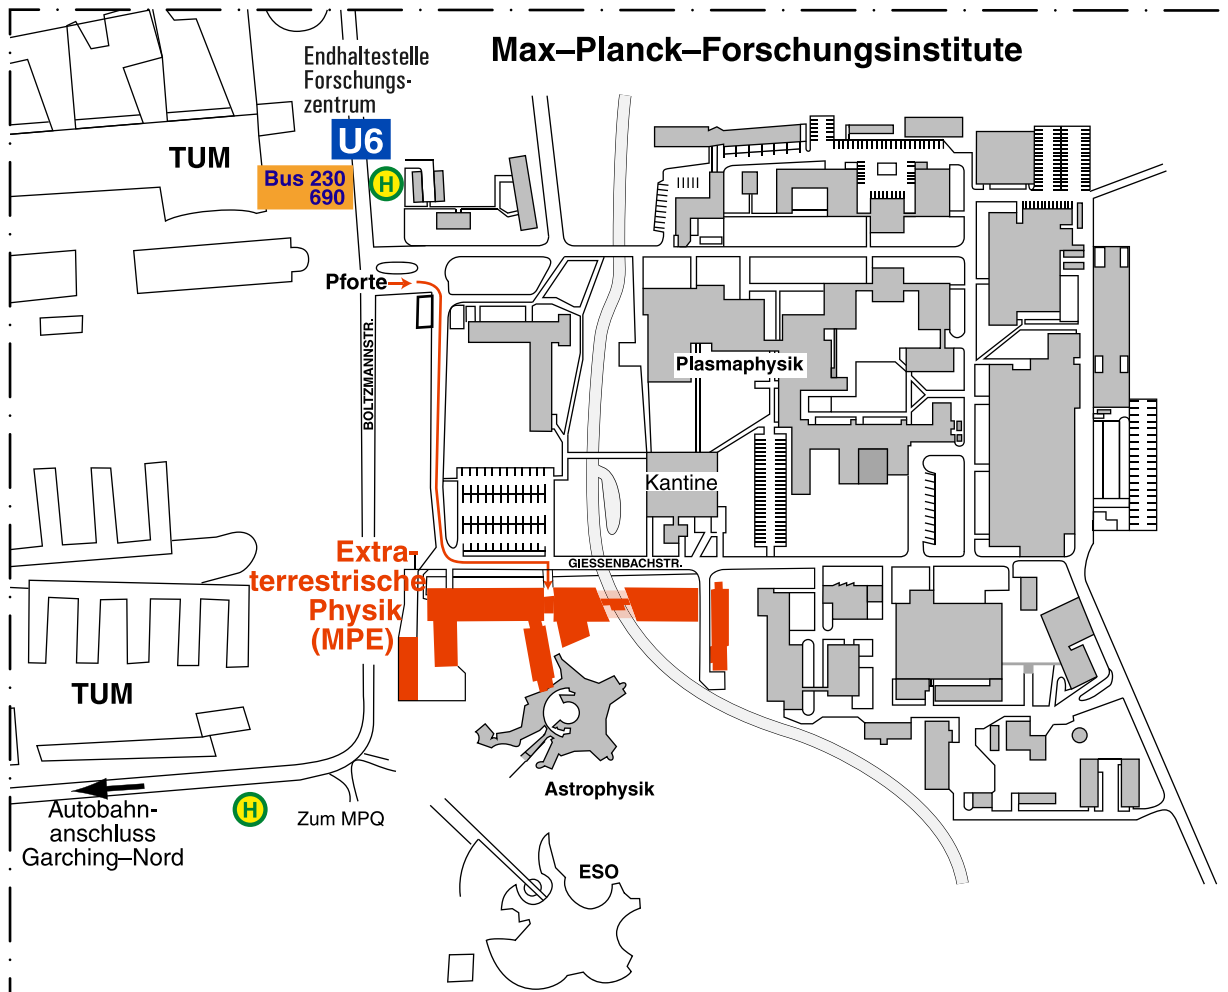 Max–Planck–Forschungsinstitute
Endhaltestelle
Forschungs-
zentrum
U6
TUM
Bus 230
690
H
Pforte
BOLTZMANNSTR.
Plasmaphysik
Kantine
GIESSENBACHSTR.
Extra-
terrestrische
Physik
(MPE)
TUM
Astrophysik
H
Autobahn-
anschluss
Garching–Nord
Zum MPQ
ESO